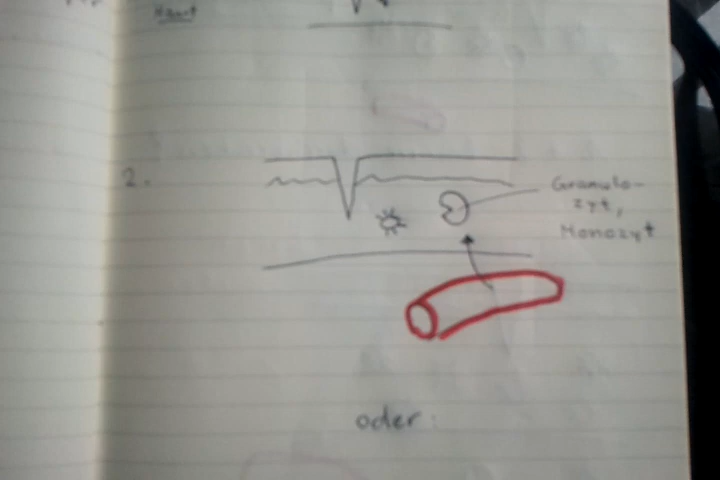 Haut
2.
Granulo-
zyt,
Monozyt
oder: